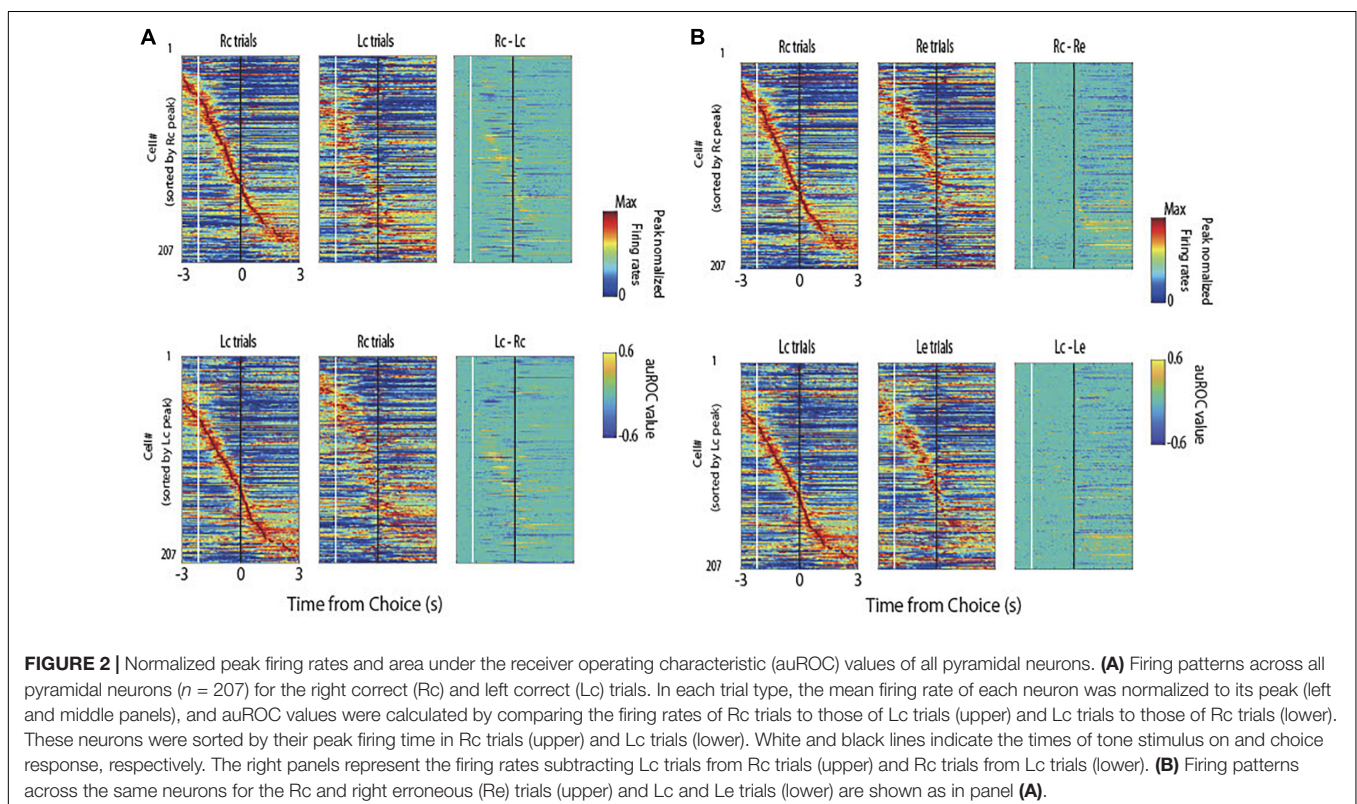 A
Rc trials
Lc trials
Rc - Lc
1
Cell#
(sorted by Rc peak)
207
-3
0
3
Max
0
Peak normalized
Firing rates
Lc trials
Rc trials
Lc - Rc
1
Cell#
(sorted by Lc peak)
207
-3
0
3
0.6
-0.6
auROC value
Time from Choice (s)
B
Rc trials
Re trials
Rc - Re
1
Cell#
(sorted by Rc peak)
207
-3
0
3
Max
0
Peak normalized
Firing rates
Lc trials
Le trials
Lc - Le
1
Cell#
(sorted by Lc peak)
207
-3
0
3
0.6
-0.6
auROC value
Time from Choice (s)
FIGURE 2 | Normalized peak firing rates and area under the receiver operating characteristic (auROC) values of all pyramidal neurons. (A) Firing patterns across all
pyramidal neurons (n = 207) for the right correct (Rc) and left correct (Lc) trials. In each trial type, the mean firing rate of each neuron was normalized to its peak (left
and middle panels), and auROC values were calculated by comparing the firing rates of Rc trials to those of Lc trials (upper) and Lc trials to those of Rc trials (lower).
These neurons were sorted by their peak firing time in Rc trials (upper) and Lc trials (lower). White and black lines indicate the times of tone stimulus on and choice
response, respectively. The right panels represent the firing rates subtracting Lc trials from Rc trials (upper) and Rc trials from Lc trials (lower). (B) Firing patterns
across the same neurons for the Rc and right erroneous (Re) trials (upper) and Lc and Le trials (lower) are shown as in panel (A).